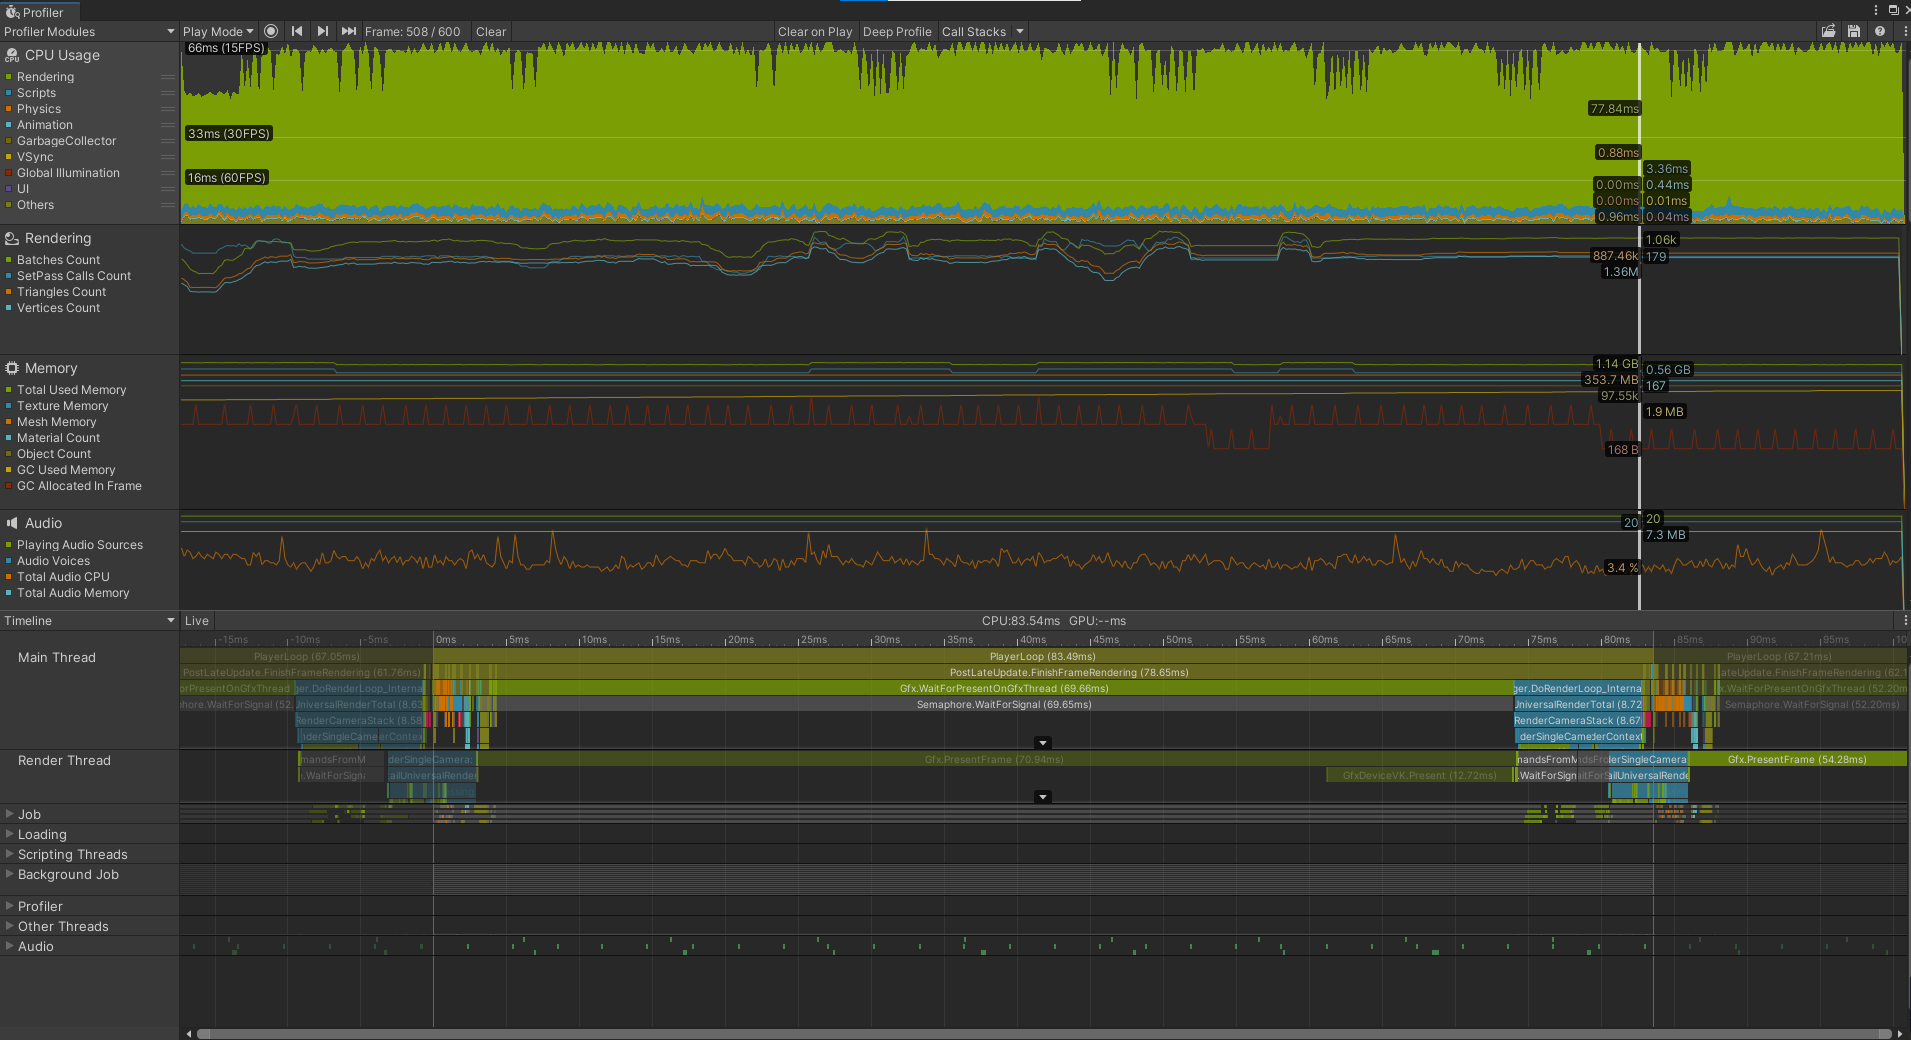 Profiler
Profiler Modules
Play Mode
Frame: 508 / 600
Clear
Clear on Play
Deep Profile
Call Stacks
CPU Usage
Rendering
Scripts
Physics
Animation
GarbageCollector
VSync
Global Illumination
UI
Others
66ms (15FPS)
33ms (30FPS)
16ms (60FPS)
77.84ms
0.88ms
3.36ms
0.00ms
0.44ms
0.00ms
0.01ms
0.96ms
0.04ms
Rendering
Batches Count
SetPass Calls Count
Triangles Count
Vertices Count
1.06k
887.46k
179
1.36M
Memory
Total Used Memory
Texture Memory
Mesh Memory
Material Count
Object Count
GC Used Memory
GC Allocated In Frame
1.14 GB
0.56 GB
353.7 MB
167
97.55k
1.9 MB
168 B
Audio
Playing Audio Sources
Audio Voices
Total Audio CPU
Total Audio Memory
20
20
7.3 MB
3.4 %
Timeline
Live
CPU:83.54ms GPU:--ms
-15ms
-10ms
-5ms
0ms
5ms
10ms
15ms
20ms
25ms
30ms
35ms
40ms
45ms
50ms
55ms
60ms
65ms
70ms
75ms
80ms
85ms
90ms
95ms
10
Main Thread
PlayerLoop (67.05ms)
PlayerLoop (83.49ms)
PlayerLoop (67.21ms)
PostLateUpdate.FinishFrameRendering (61.76ms)
PostLateUpdate.FinishFrameRendering (78.65ms)
ateUpdate.FinishFrameRendering (62.1
orPresentOnGfxThread
ger.DoRenderLoop_Interna
Gfx.WaitForPresentOnGfxThread (69.66ms)
ger.DoRenderLoop_Interna
x.WaitForPresentOnGfxThread (52.20m
phore.WaitForSignal (52.
UniversalRenderTotal (8.63
Semaphore.WaitForSignal (69.65ms)
UniversalRenderTotal (8.72
Semaphore.WaitForSignal (52.20ms)
RenderCameraStack (8.58
RenderCameraStack (8.67
nderSingleCame
erContex
derSingleCame
derContext
Render Thread
mandsFromM
derSingleCamera:
Gfx.PresentFrame (70.94ms)
nandsFromM
dsFro
lerSingleCamera
Gfx.PresentFrame (54.28ms)
.WaitForSigna
allUniversalRende
GfxDeviceVK.Present (12.72ms)
.WaitForSign
aitForS
allUniversalRende
Job
Loading
Scripting Threads
Background Job
Profiler
Other Threads
Audio